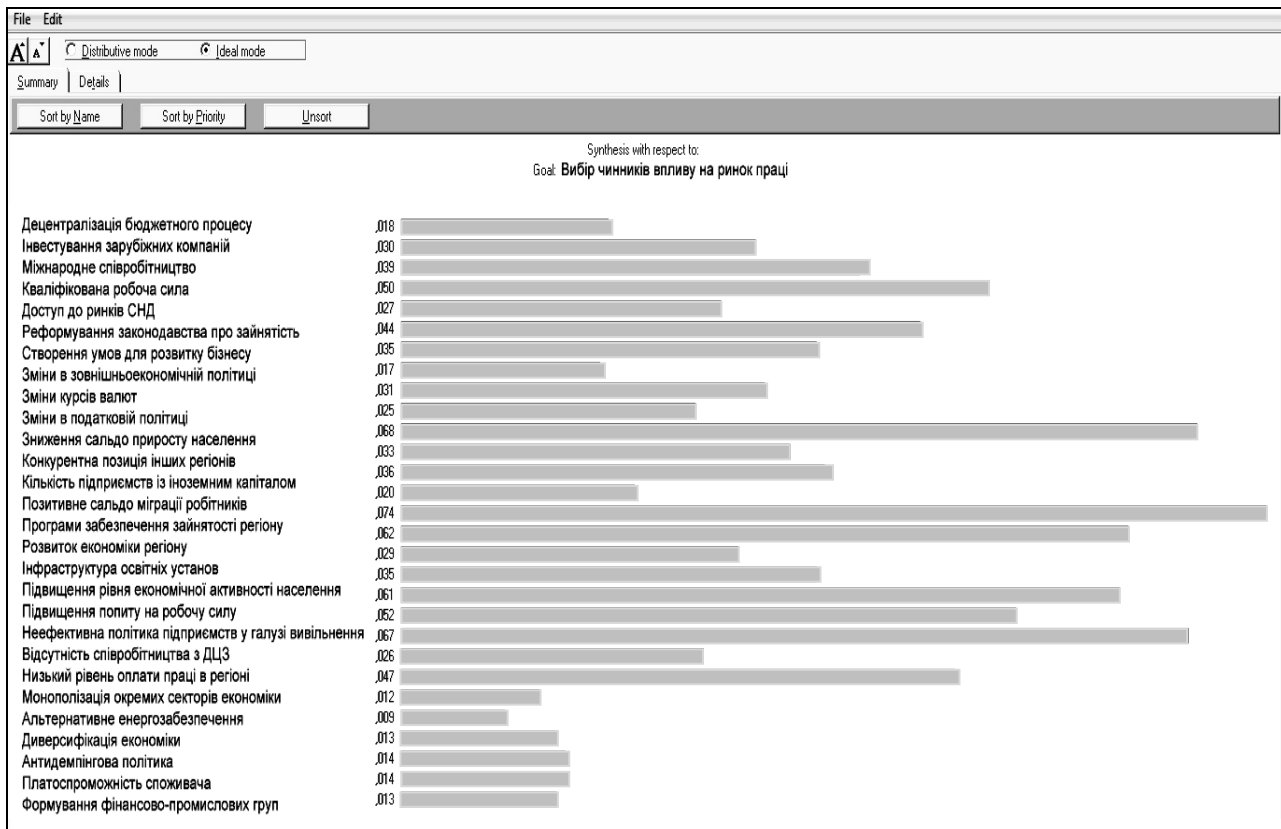 File Edit
A A Distributive mode Ideal mode
Summary Details
Sort by Name Sort by Priority Unsort
Synthesis with respect to:
Goal: Вибір чинників впливу на ринок праці
Децентралізація бюджетного процесу
Інвестування зарубіжних компаній
Міжнародне співробітництво
Кваліфікована робоча сила
Доступ до ринків СНД
Реформування законодавства про зайнятість
Створення умов для розвитку бізнесу
Зміни в зовнішньоекономічній політиці
Зміни курсів валют
Зміни в податковій політиці
Зниження сальдо приросту населення
Конкурентна позиція інших регіонів
Кількість підприємств із іноземним капіталом
Позитивне сальдо міграції робітників
Програми забезпечення зайнятості регіону
Розвиток економіки регіону
Інфраструктура освітніх установ
Підвищення рівня економічної активності населення
Підвищення попиту на робочу силу
Неефективна політика підприємств у галузі вивільнення
Відсутність співробітництва з ДЦЗ
Низький рівень оплати праці в регіоні
Монополізація окремих секторів економіки
Альтернативне енергозабезпечення
Диверсифікація економіки
Антидемпінгова політика
Платоспроможність споживача
Формування фінансово-промислових груп
,018
,030
,039
,050
,027
,044
,035
,017
,031
,025
,068
,033
,036
,020
,074
,062
,029
,035
,061
,052
,067
,026
,047
,012
,009
,013
,014
,014
,013